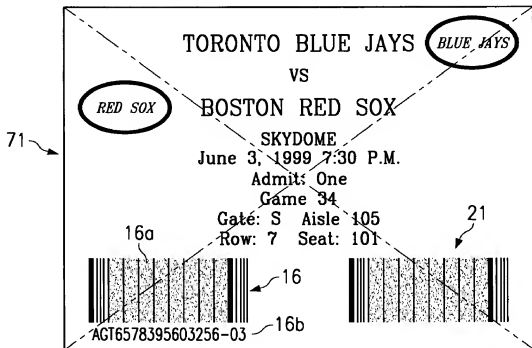 TORONTO BLUE JAYS
BLUE JAYS
VS
RED SOX
BOSTON RED SOX
71
SKYDOME
June 3, 1999 7:30 P.M.
Admit: One
Game 34
Gate: S Aisle 105
Row: 7 Seat: 101
16a
21
16
AGT6578395603256-03
16b